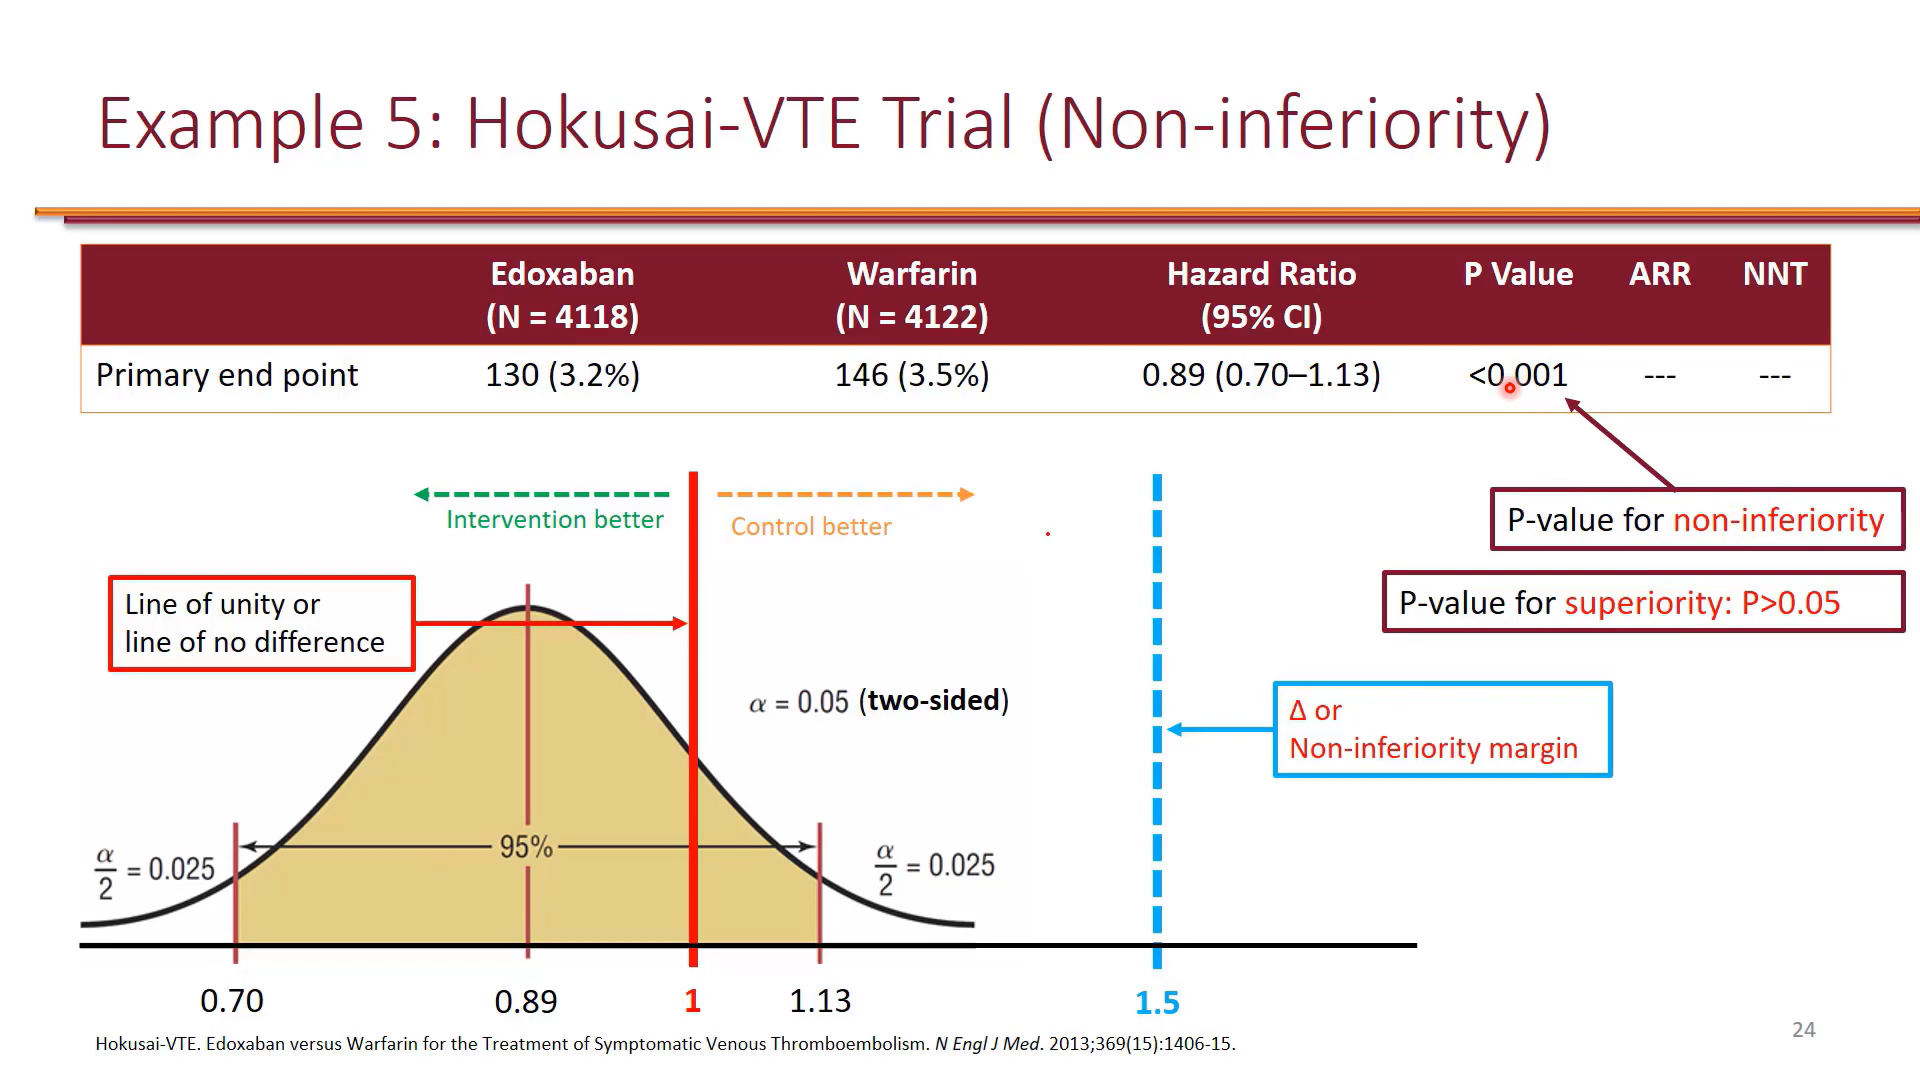 Example 5: Hokusai-VTE Trial (Non-inferiority)
Edoxaban (N = 4118) Warfarin (N = 4122) Hazard Ratio (95% CI) P Value ARR NNT
Primary end point 130 (3.2%) 146 (3.5%) 0.89 (0.70–1.13) <0.001 --- ---
Intervention better
Control better
P-value for non-inferiority
P-value for superiority: P>0.05
Line of unity or
line of no difference
α = 0.05 (two-sided)
Δ or
Non-inferiority margin
95%
α/2 = 0.025
α/2 = 0.025
0.70 0.89 1 1.13 1.5
Hokusai-VTE. Edoxaban versus Warfarin for the Treatment of Symptomatic Venous Thromboembolism. N Engl J Med. 2013;369(15):1406-15.
24